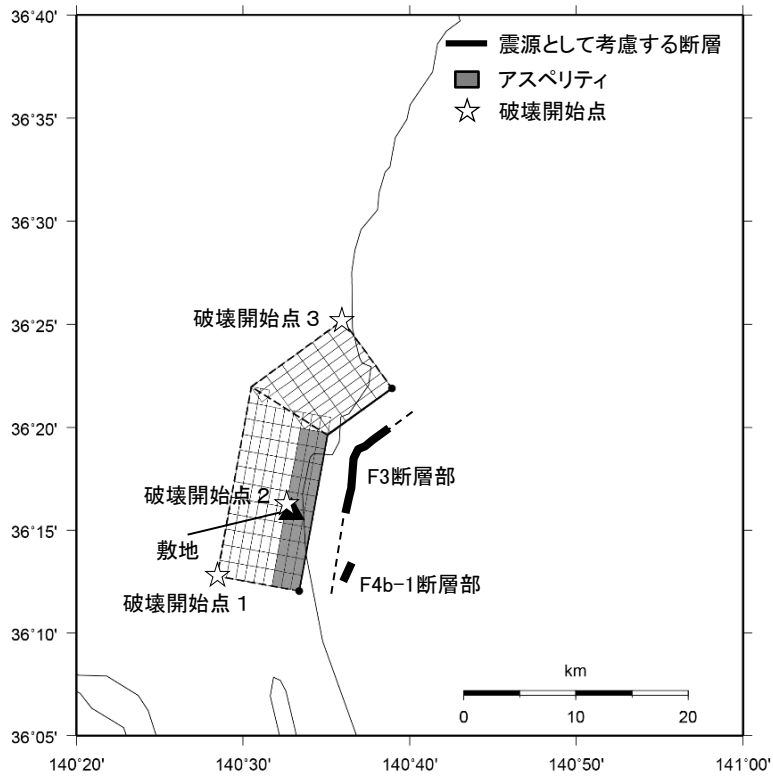 36°40'
36°35'
36°30'
36°25'
36°20'
36°15'
36°10'
36°05'
140°20'
140°30'
140°40'
140°50'
141°00'
震源として考慮する断層
アスペリティ
破壊開始点
破壊開始点３
破壊開始点２
敷地
破壊開始点１
F3断層部
F4b-1断層部
km
0
10
20